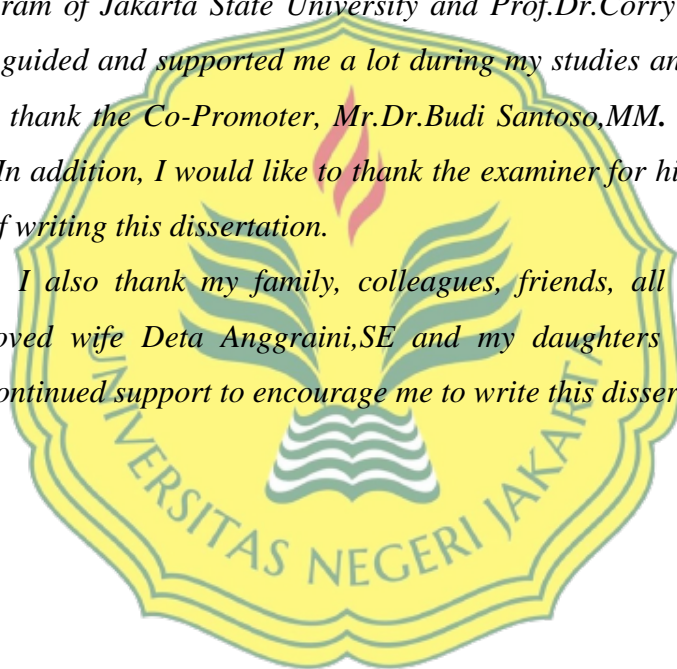 ram of Jakarta State University and Prof.Dr.Corry
guided and supported me a lot during my studies an
thank the Co-Promoter, Mr.Dr.Budi Santoso,MM.
In addition, I would like to thank the examiner for hi
f writing this dissertation.
I also thank my family, colleagues, friends, all
oved wife Deta Anggraini,SE and my daughters
ontinued support to encourage me to write this disser
UNIVERSITAS NEGERI JAKARTA